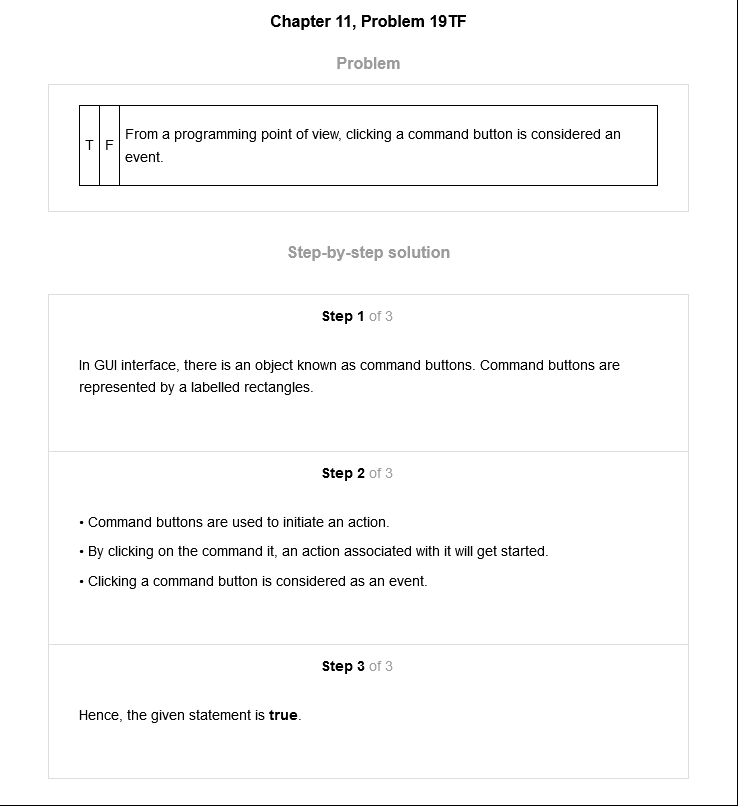 Chapter 11, Problem 19TF
Problem
T F From a programming point of view, clicking a command button is considered an
event.
Step-by-step solution
Step 1 of 3
In GUI interface, there is an object known as command buttons. Command buttons are
represented by a labelled rectangles.
Step 2 of 3
• Command buttons are used to initiate an action.
• By clicking on the command it, an action associated with it will get started.
• Clicking a command button is considered as an event.
Step 3 of 3
Hence, the given statement is true.